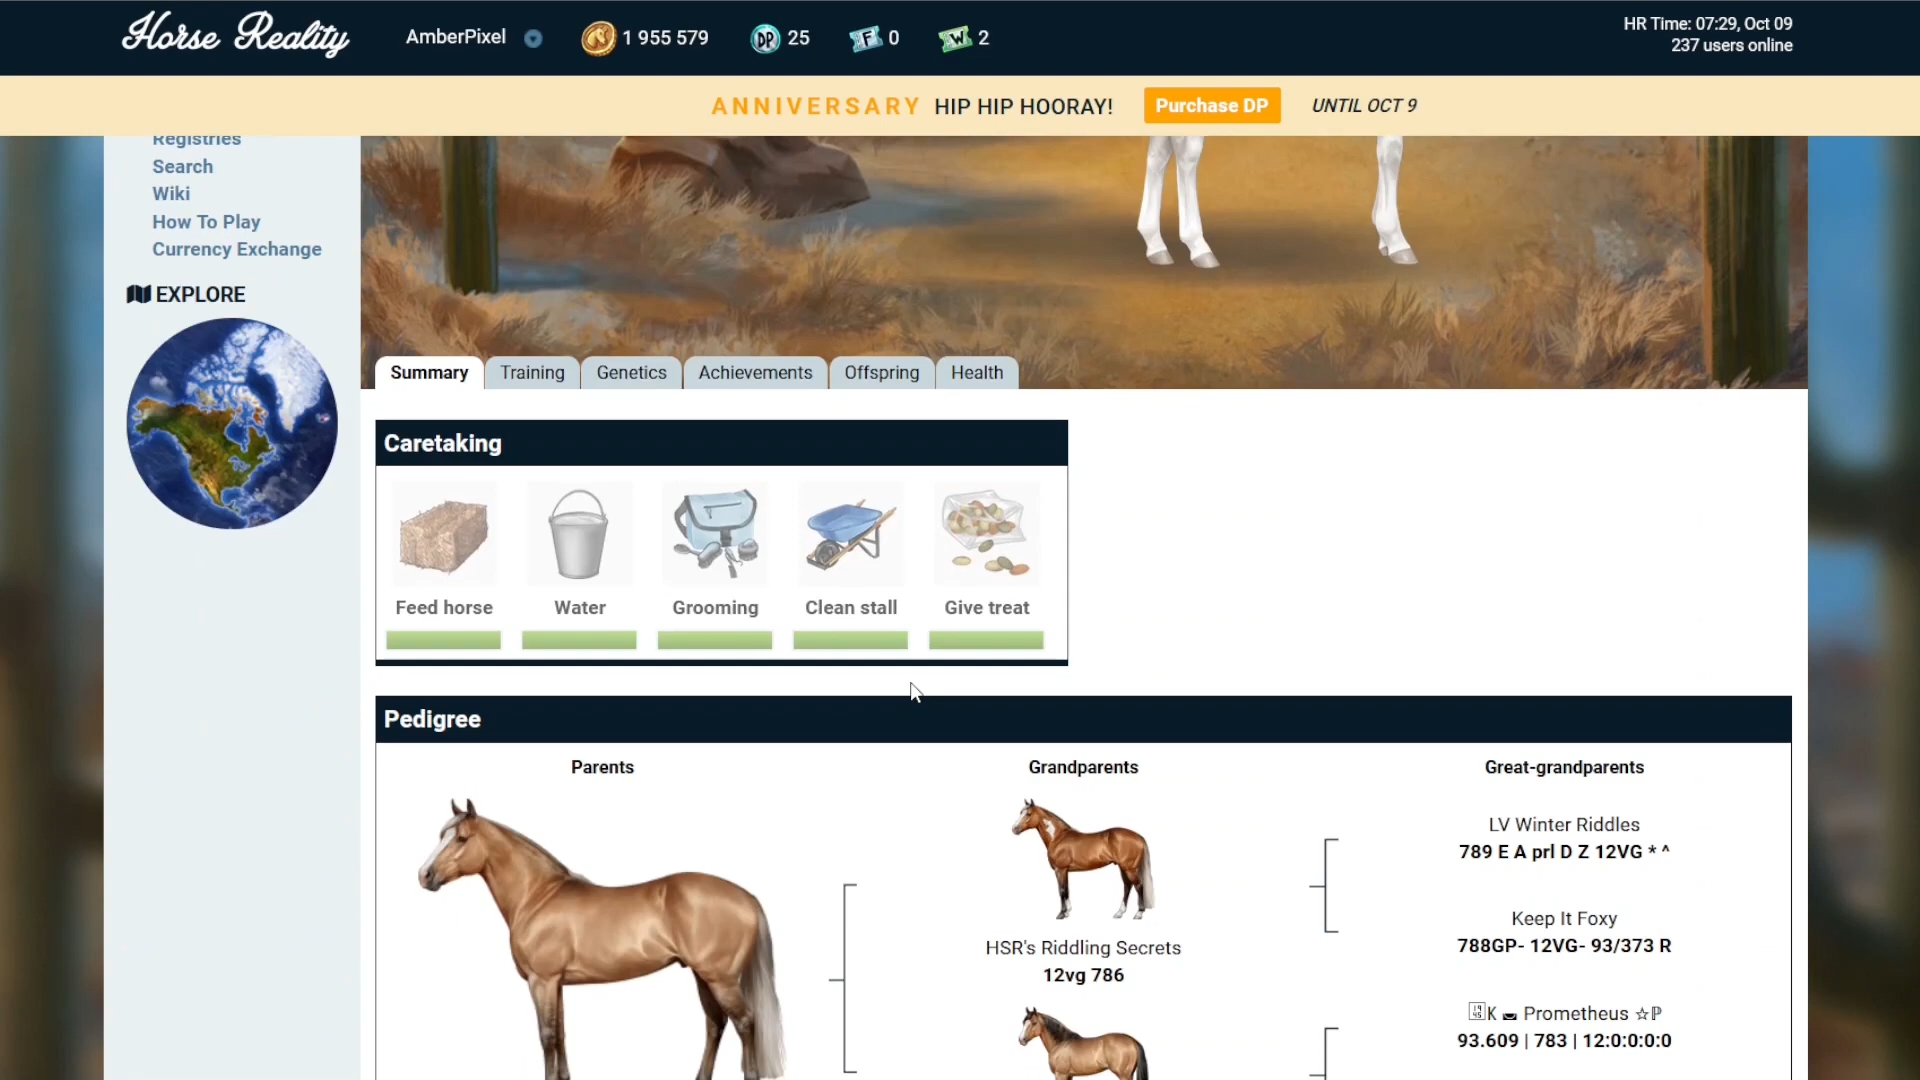 Horse Reality
AmberPixel
1 955 579
DP 25
F 0
W 2
HR Time: 07:29, Oct 09
237 users online
ANNIVERSARY HIP HIP HOORAY! Purchase DP UNTIL OCT 9
Registries
Search
Wiki
How To Play
Currency Exchange
EXPLORE
Summary Training Genetics Achievements Offspring Health
Caretaking
Feed horse Water Grooming Clean stall Give treat
Pedigree
Parents Grandparents Great-grandparents
LV Winter Riddles
789 E A prl D Z 12VG * ^
Keep It Foxy
788GP- 12VG- 93/373 R
HSR's Riddling Secrets
12vg 786
K Prometheus ☆ℙ
93.609 | 783 | 12:0:0:0:0